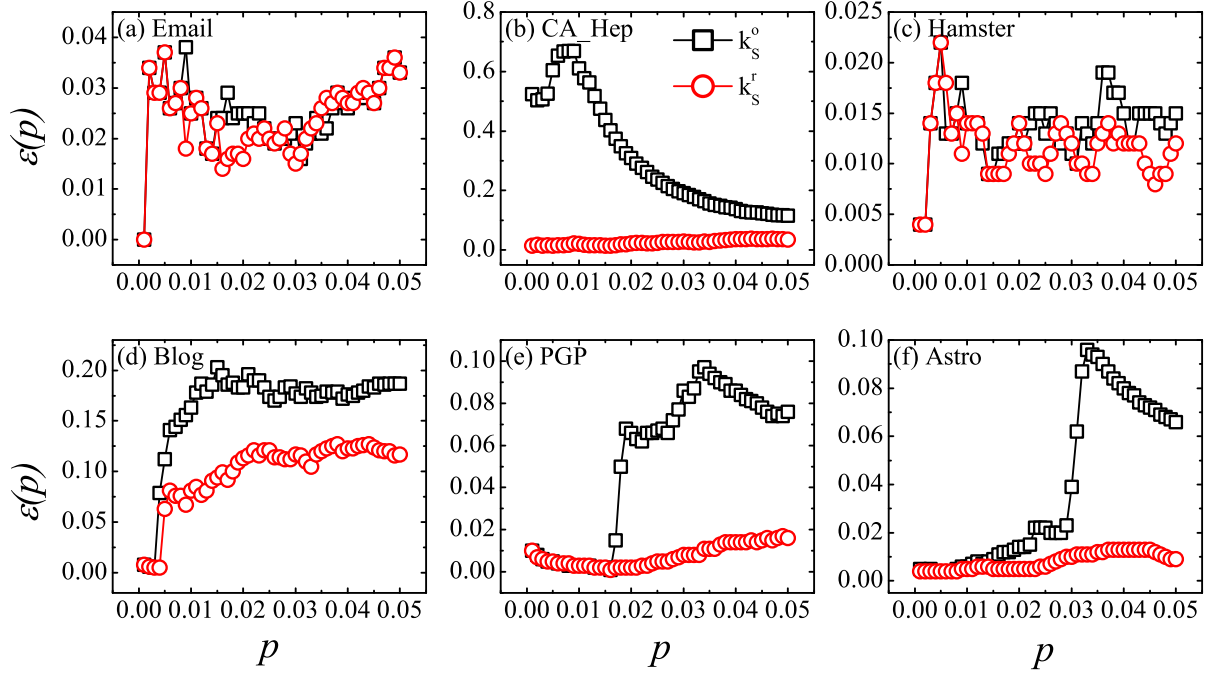 (a) Email
0.04
0.03
0.02
0.01
0.00
ε(p)
0.00 0.01 0.02 0.03 0.04 0.05
(b) CA_Hep
0.8
0.6
0.4
0.2
0.0
k_S^o
k_S^r
0.00 0.01 0.02 0.03 0.04 0.05
(c) Hamster
0.025
0.020
0.015
0.010
0.005
0.000
0.00 0.01 0.02 0.03 0.04 0.05
(d) Blog
0.20
0.15
0.10
0.05
0.00
ε(p)
0.00 0.01 0.02 0.03 0.04 0.05
p
(e) PGP
0.10
0.08
0.06
0.04
0.02
0.00
0.00 0.01 0.02 0.03 0.04 0.05
p
(f) Astro
0.10
0.08
0.06
0.04
0.02
0.00
0.00 0.01 0.02 0.03 0.04 0.05
p